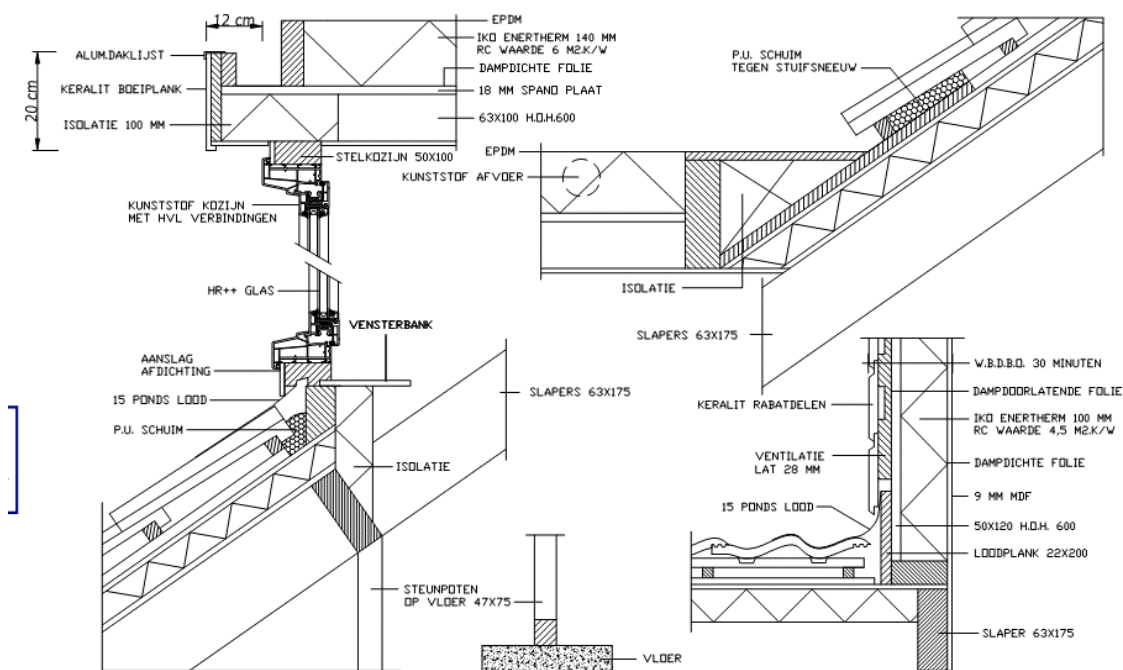 12 cm
20 cm
ALUM.DAKLIJST
KERALIT BOEIPLANK
ISOLATIE 100 MM
EPDM
IKO ENERTHERM 140 MM
RC WAARDE 6 M2.K/W
DAMPDICHTE FOLIE
18 MM SPANO PLAAT
63X100 H.O.H.600
STELKOZIJN 50X100
KUNSTSTOF KOZIJN
MET HVL VERBINDINGEN
HR++ GLAS
VENSTERBANK
AANSLAG
AFDICHTING
15 PONDS LOOD
P.U. SCHUIM
SLAPERS 63X175
ISOLATIE
STEUNPOTEN
OP VLOER 47X75
VLOER
P.U. SCHUIM
TEGEN STUIFSNEEUW
EPDM
KUNSTSTOF AFVOER
ISOLATIE
SLAPERS 63X175
W.B.D.B.O. 30 MINUTEN
DAMPDOORLATENDE FOLIE
KERALIT RABATDELEN
IKO ENERTHERM 100 MM
RC WAARDE 4,5 M2.K/W
VENTILATIE
LAT 28 MM
DAMPDICHTE FOLIE
9 MM MDF
15 PONDS LOOD
50X120 H.O.H. 600
LOODPLANK 22X200
SLAPER 63X175